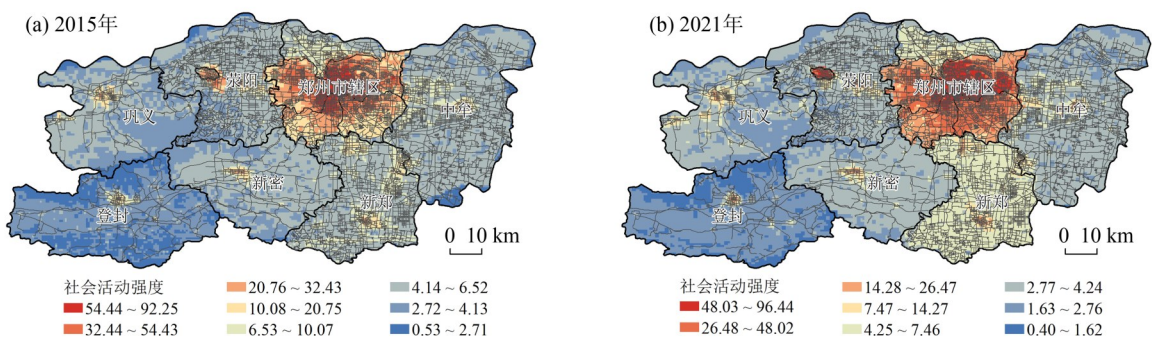 (a) 2015年
荥阳
郑州市辖区
中牟
巩义
新密
登封
新郑
0 10 km
社会活动强度
54.44 ~ 92.25
32.44 ~ 54.43
20.76 ~ 32.43
10.08 ~ 20.75
6.53 ~ 10.07
4.14 ~ 6.52
2.72 ~ 4.13
0.53 ~ 2.71
(b) 2021年
荥阳
郑州市辖区
中牟
巩义
新密
登封
新郑
0 10 km
社会活动强度
48.03 ~ 96.44
26.48 ~ 48.02
14.28 ~ 26.47
7.47 ~ 14.27
4.25 ~ 7.46
2.77 ~ 4.24
1.63 ~ 2.76
0.40 ~ 1.62